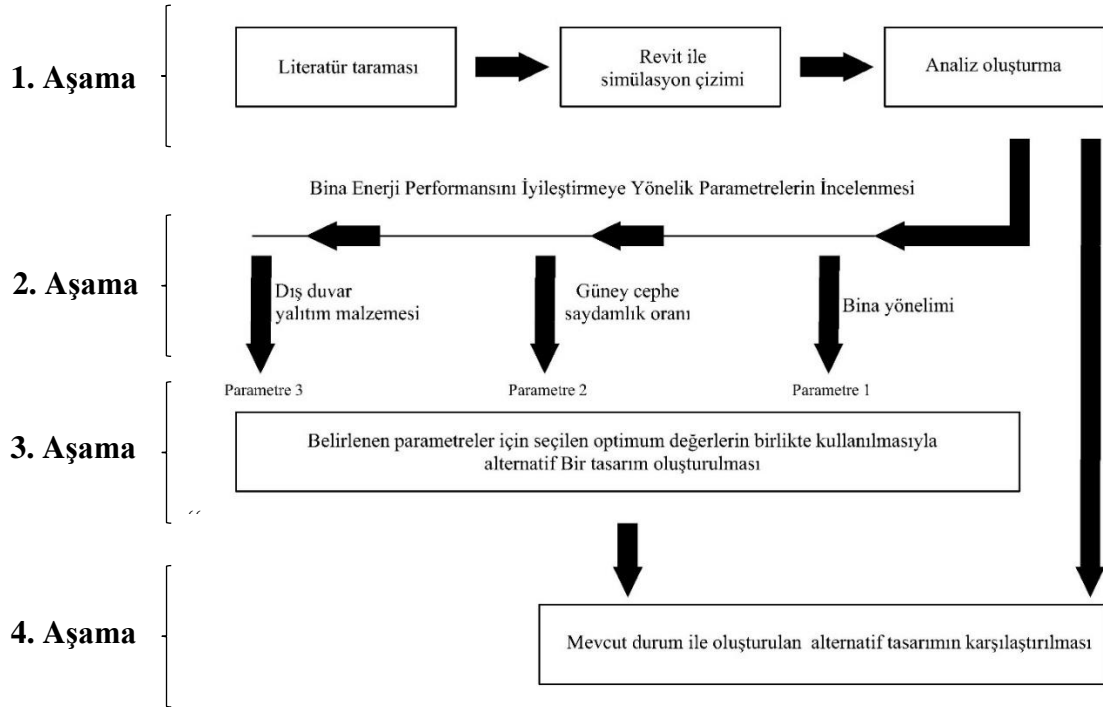 1. Aşama
Literatür taraması
Revit ile
simülasyon çizimi
Analiz oluşturma
Bina Enerji Performansını İyileştirmeye Yönelik Parametrelerin İncelenmesi
2. Aşama
Dış duvar
yalıtım malzemesi
Güney cephe
saydamlık oranı
Bina yönelimi
Parametre 3
Parametre 2
Parametre 1
3. Aşama
Belirlenen parametreler için seçilen optimum değerlerin birlikte kullanılmasıyla
alternatif Bir tasarım oluşturulması
4. Aşama
Mevcut durum ile oluşturulan alternatif tasarımın karşılaştırılması